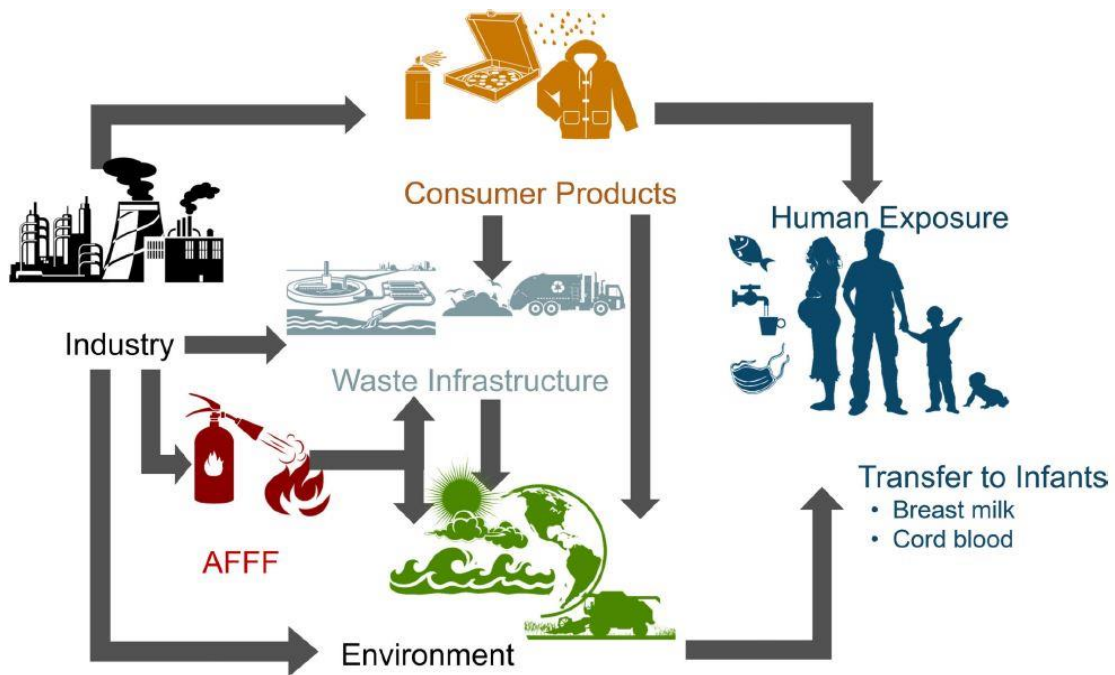 Consumer Products
Human Exposure
Industry
Waste Infrastructure
AFFF
Transfer to Infants
• Breast milk
• Cord blood
Environment